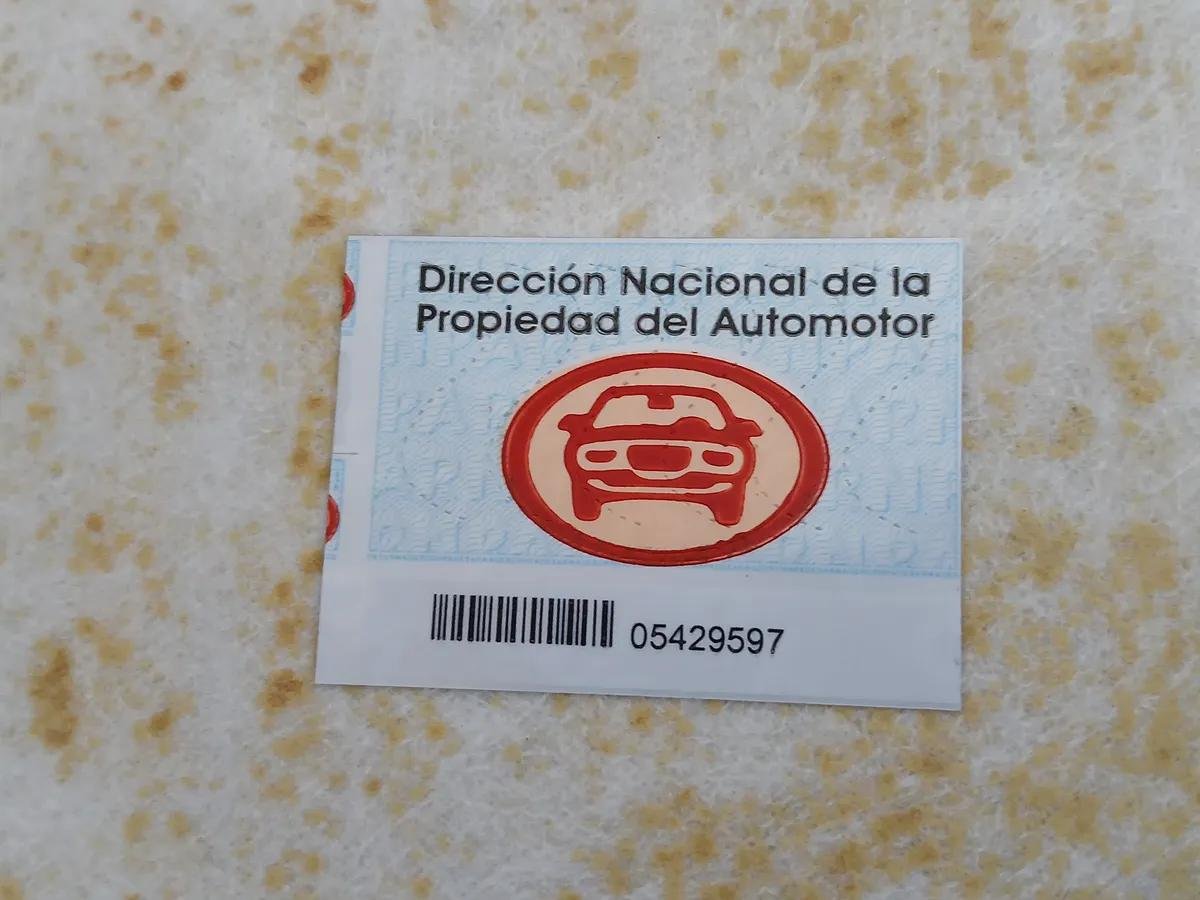 Dirección Nacional de la
Propiedad del Automotor
05429597